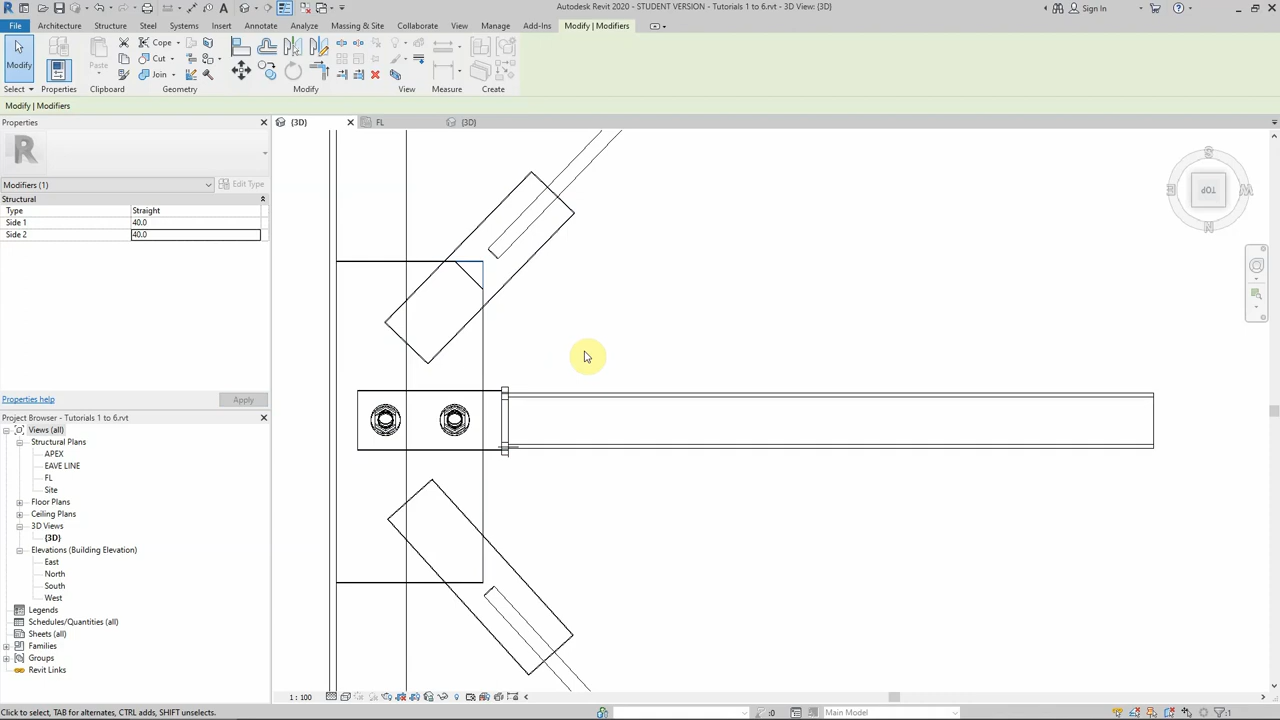 Autodesk Revit 2020 - STUDENT VERSION - Tutorials 1 to 6.rvt - 3D View: {3D}
Sign In
File Architecture Structure Steel Systems Insert Annotate Analyze Massing & Site Collaborate View Manage Add-Ins Modify | Modifiers
Cope
Cut
Join
Modify
Paste
Select Properties Clipboard Geometry Modify View Measure Create
Modify | Modifiers
Properties
{3D} FL {3D}
Modifiers (1) Edit Type
Structural
Type Straight
Side 1 40.0
Side 2 40.0
Properties help Apply
Project Browser - Tutorials 1 to 6.rvt
Views (all)
Structural Plans
APEX
EAVE LINE
FL
Site
Floor Plans
Ceiling Plans
3D Views
{3D}
Elevations (Building Elevation)
East
North
South
West
Legends
Schedules/Quantities (all)
Sheets (all)
Families
Groups
Revit Links
S
E TOP W
N
1 : 100
Click to select, TAB for alternates, CTRL adds, SHIFT unselects.
:0 Main Model :1